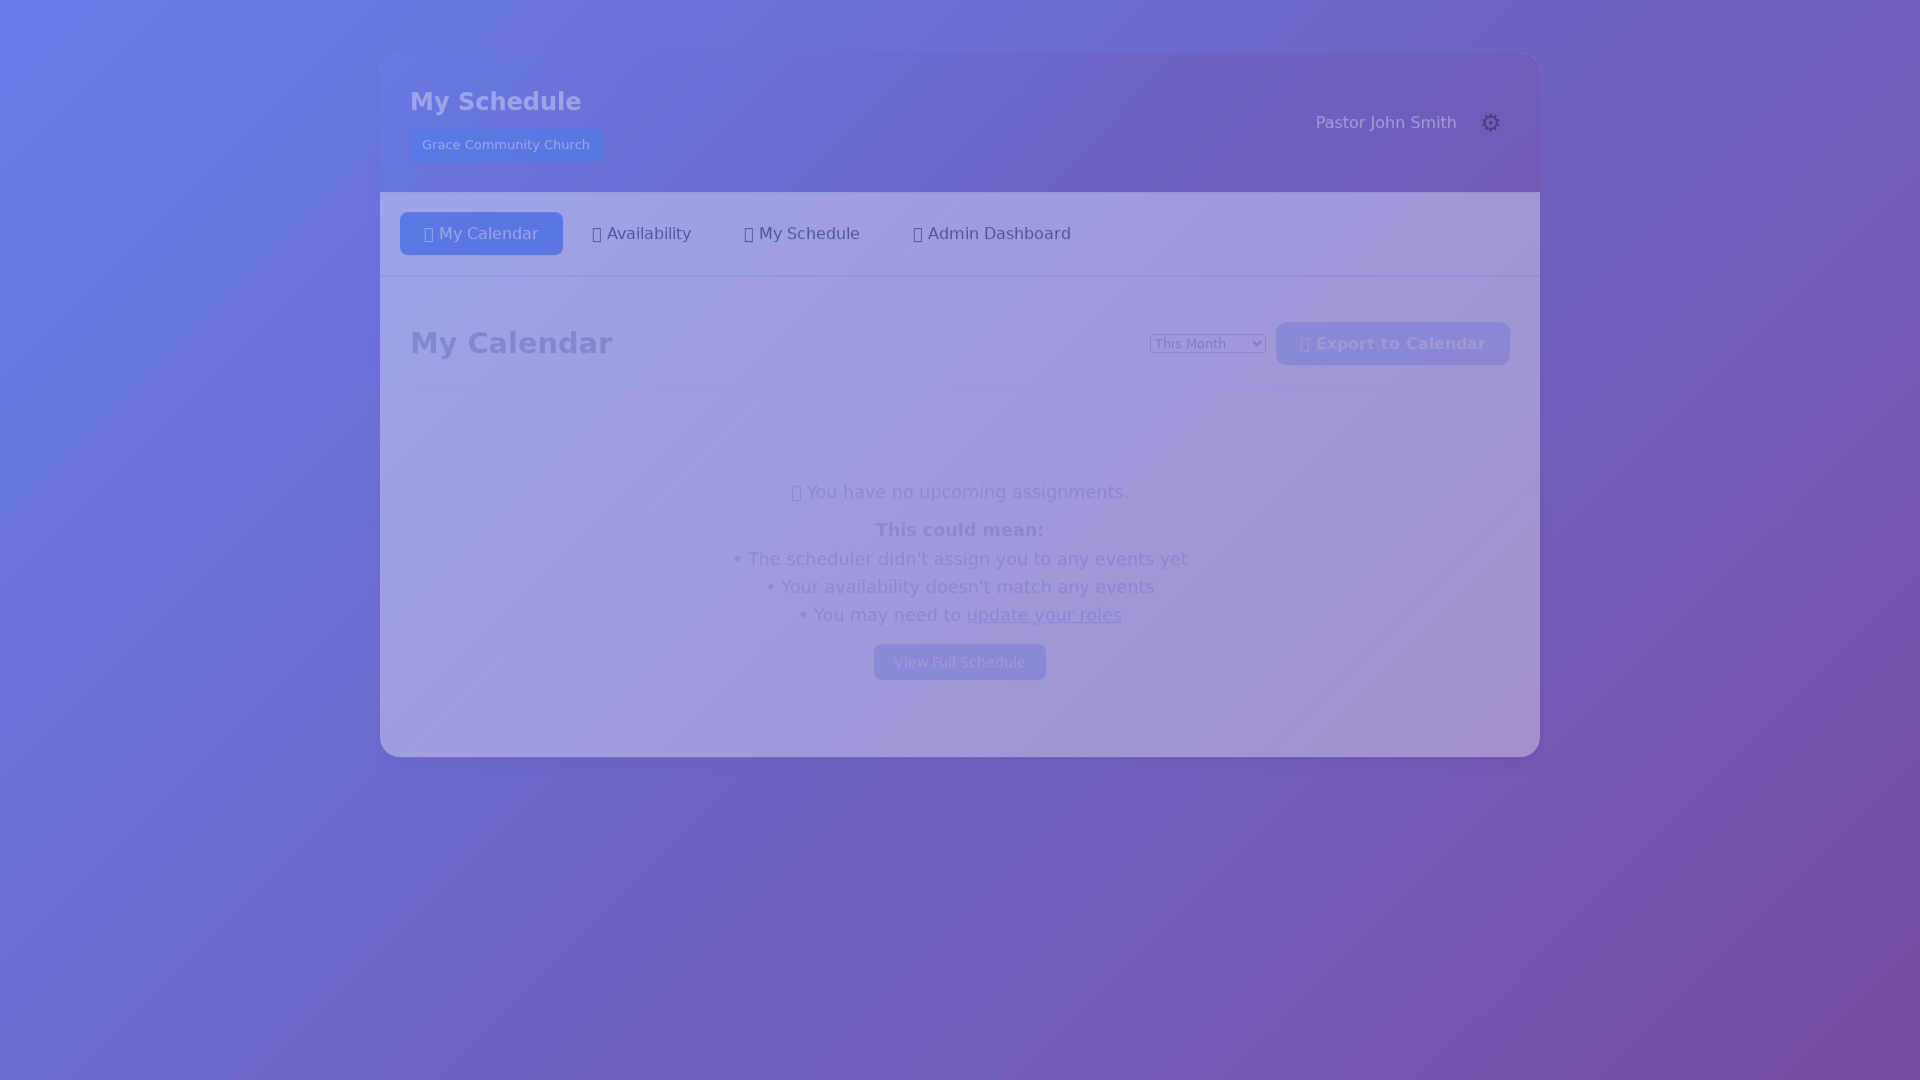 My Schedule
Grace Community Church
Pastor John Smith
My Calendar
Availability
My Schedule
Admin Dashboard
My Calendar
This Month
Export to Calendar
You have no upcoming assignments.
This could mean:
• The scheduler didn't assign you to any events yet
• Your availability doesn't match any events
• You may need to update your roles
View Full Schedule